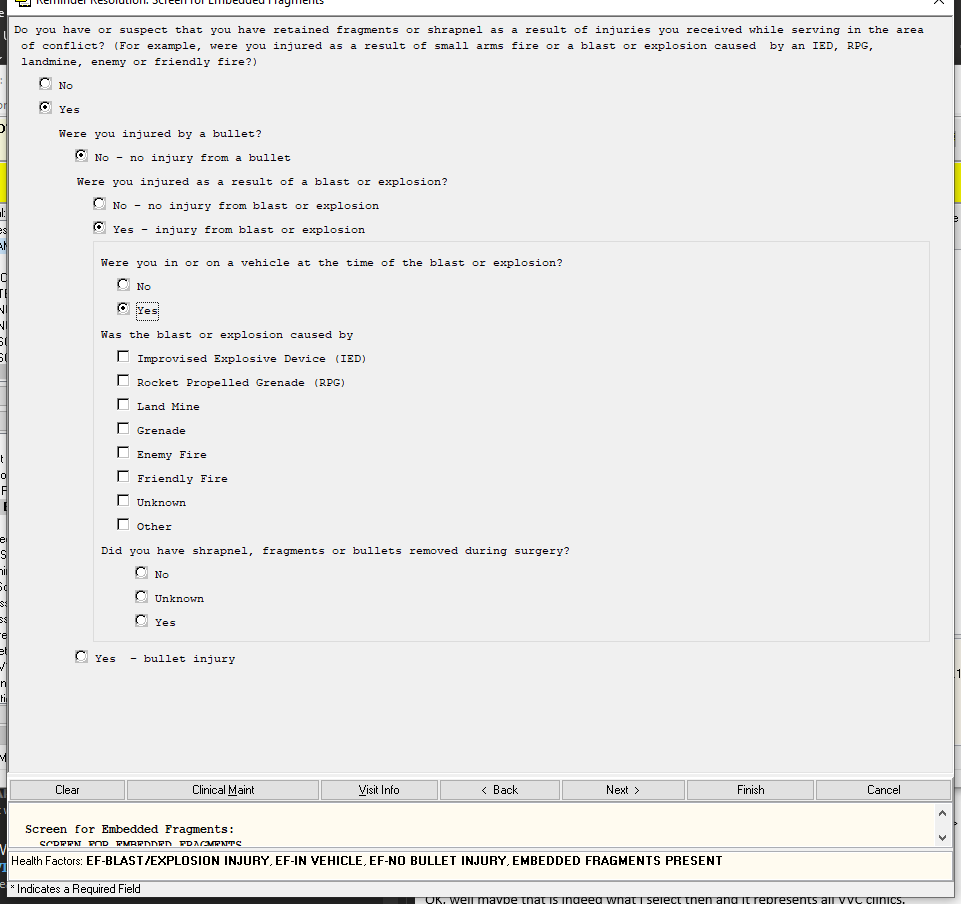 Reminder Resolution: Screen for Embedded Fragments
Do you have or suspect that you have retained fragments or shrapnel as a result of injuries you received while serving in the area
of conflict? (For example, were you injured as a result of small arms fire or a blast or explosion caused  by an IED, RPG,
landmine, enemy or friendly fire?)
No
Yes
Were you injured by a bullet?
No - no injury from a bullet
Were you injured as a result of a blast or explosion?
No - no injury from blast or explosion
Yes - injury from blast or explosion
Were you in or on a vehicle at the time of the blast or explosion?
No
Yes
Was the blast or explosion caused by
Improvised Explosive Device (IED)
Rocket Propelled Grenade (RPG)
Land Mine
Grenade
Enemy Fire
Friendly Fire
Unknown
Other
Did you have shrapnel, fragments or bullets removed during surgery?
No
Unknown
Yes
Yes  - bullet injury
Clear Clinical Maint Visit Info < Back Next > Finish Cancel
Screen for Embedded Fragments:
SCREEN FOR EMBEDDED FRAGMENTS
Health Factors: EF-BLAST/EXPLOSION INJURY, EF-IN VEHICLE, EF-NO BULLET INJURY, EMBEDDED FRAGMENTS PRESENT
* Indicates a Required Field
OK, well maybe that is indeed what I select then and it represents all VVC clinics.